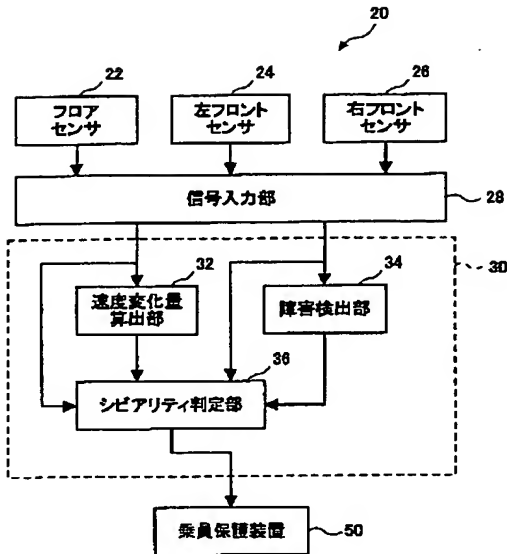 20
22
24
26
フロア
センサ
左フロント
センサ
右フロント
センサ
信号入力部
28
30
32
34
速度変化量
算出部
障害検出部
36
シビアリティ判定部
乗員保護装置
50